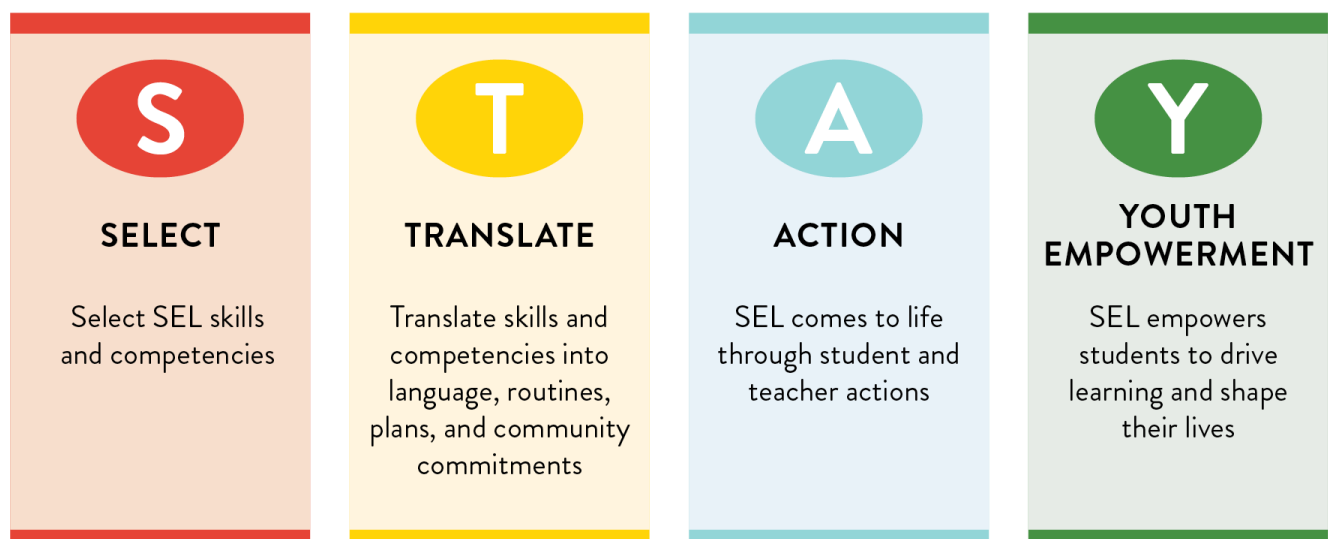 S
SELECT
Select SEL skills
and competencies
T
TRANSLATE
Translate skills and
competencies into
language, routines,
plans, and community
commitments
A
ACTION
SEL comes to life
through student and
teacher actions
Y
YOUTH
EMPOWERMENT
SEL empowers
students to drive
learning and shape
their lives